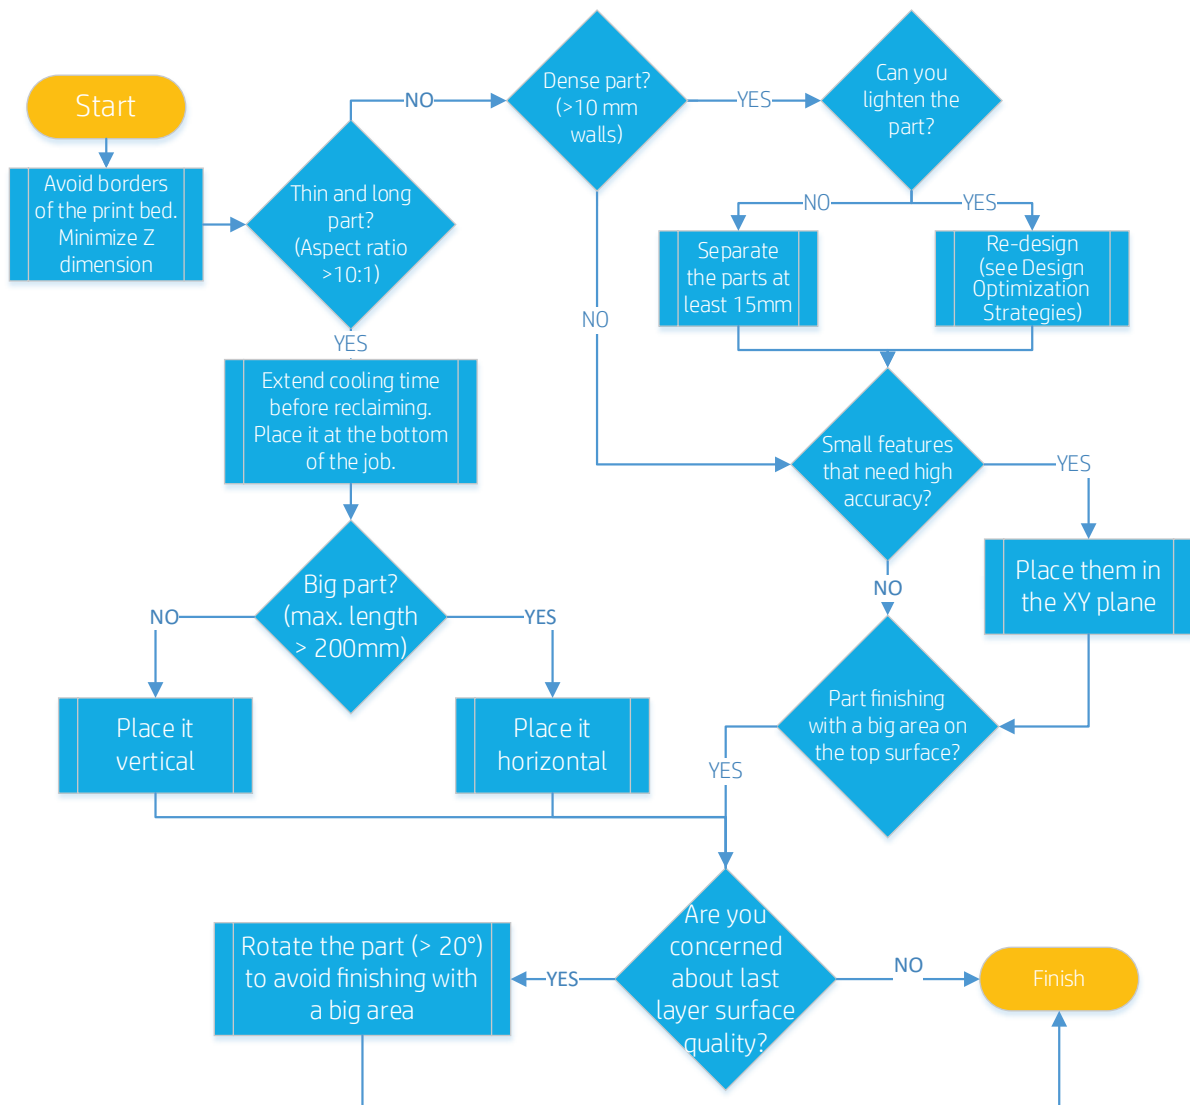 Start
Avoid borders
of the print bed.
Minimize Z
dimension
Thin and long
part?
(Aspect ratio
>10:1)
NO
Dense part?
(>10 mm
walls)
YES
Can you
lighten the
part?
NO
YES
Separate
the parts at
least 15mm
Re-design
(see Design
Optimization
Strategies)
NO
YES
Extend cooling time
before reclaiming.
Place it at the bottom
of the job.
Small features
that need high
accuracy?
YES
Place them in
the XY plane
NO
Big part?
(max. length
> 200mm)
NO
YES
Place it
vertical
Place it
horizontal
Part finishing
with a big area on
the top surface?
YES
Are you
concerned
about last
layer surface
quality?
YES
NO
Rotate the part (> 20°)
to avoid finishing with
a big area
Finish